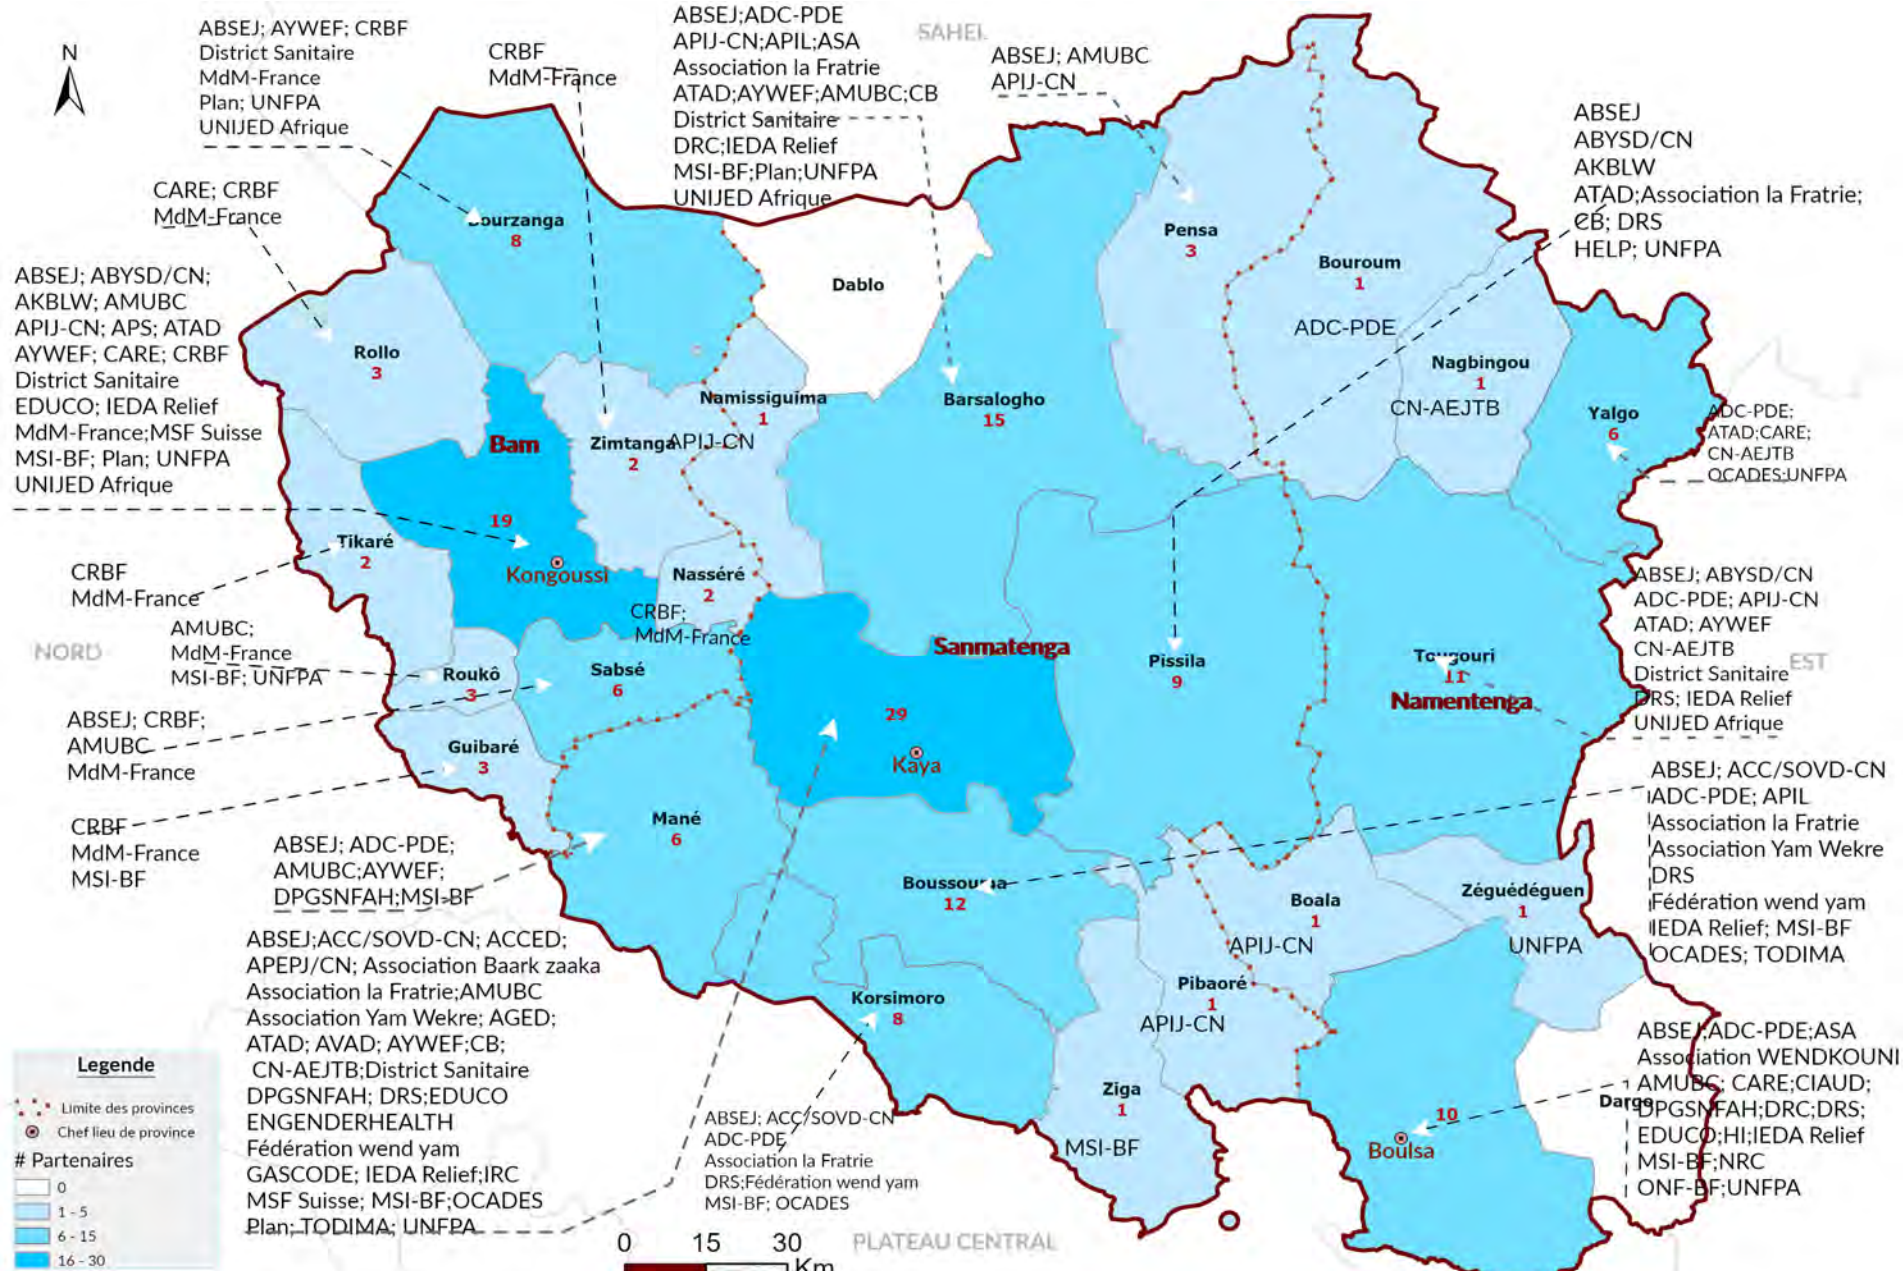 ABSEJ; AYWEF; CRBF
District Sanitaire
MdM-France
Plan; UNFPA
UNIJED Afrique
N
CRBF
MdM-France
ABSEJ;ADC-PDE
APIJ-CN;APIL;ASA
Association la Fratrie
ATAD;AYWEF;AMUBC;CB
District Sanitaire
DRC;IEDA Relief
MSI-BF;Plan;UNFPA
UNIJED Afrique
SAHEL
ABSEJ; AMUBC
APIJ-CN
ABSEJ
ABYSD/CN
AKBLW
ATAD;Association la Fratrie;
CB; DRS
HELP; UNFPA
CARE; CRBF
MdM-France
Bourzanga
8
Dablo
Pensa
3
Bouroum
1
ADC-PDE
ABSEJ; ABYSD/CN;
AKBLW; AMUBC
APIJ-CN; APS; ATAD
AYWEF; CARE; CRBF
District Sanitaire
EDUCO; IEDA Relief
MdM-France;MSF Suisse
MSI-BF; Plan; UNFPA
UNIJED Afrique
Rollo
3
Namissiguima
1
APIJ-CN
Barsalogho
15
Nagbingou
1
CN-AEJTB
Yalgo
6
ADC-PDE;
ATAD;CARE;
CN-AEJTB
OCADES;UNFPA
Bam
Zimtanga
2
19
Kongoussi
Tikaré
2
CRBF
MdM-France
Nasséré
2
CRBF;
MdM-France
ABSEJ; ABYSD/CN
ADC-PDE; APIJ-CN
ATAD; AYWEF
CN-AEJTB
District Sanitaire
DRS; IEDA Relief
UNIJED Afrique
NORD
AMUBC;
MdM-France
MSI-BF; UNFPA
Roukô
3
Sabsé
6
Sanmatenga
Pissila
9
Tougouri
11
Namentenga
EST
ABSEJ; CRBF;
AMUBC
MdM-France
Guibaré
3
29
Kaya
CRBF
MdM-France
MSI-BF
Mané
6
ABSEJ; ADC-PDE;
AMUBC;AYWEF;
DPGSNFAH;MSI-BF
Boussouma
12
Boala
1
APIJ-CN
Zéguédéguen
1
UNFPA
ABSEJ; ACC/SOVD-CN
ADC-PDE; APIL
Association la Fratrie
Association Yam Wekre
DRS
Fédération wend yam
IEDA Relief; MSI-BF
OCADES; TODIMA
ABSEJ;ACC/SOVD-CN; ACCED;
APEPJ/CN; Association Baark zaaka
Association la Fratrie;AMUBC
Association Yam Wekre; AGED;
ATAD; AVAD; AYWEF;CB;
CN-AEJTB;District Sanitaire
DPGSNFAH; DRS;EDUCO
ENGENDERHEALTH
Fédération wend yam
GASCODE; IEDA Relief;IRC
MSF Suisse; MSI-BF;OCADES
Plan; TODIMA; UNFPA
Korsimoro
8
Pibaoré
1
APIJ-CN
Ziga
1
MSI-BF
ABSEJ; ACC/SOVD-CN
ADC-PDE
Association la Fratrie
DRS;Fédération wend yam
MSI-BF; OCADES
10
Boulsa
Dargo
ABSEJ;ADC-PDE;ASA
Association WENDKOUNI
AMUBC; CARE;CIAUD;
DPGSNFAH;DRC;DRS;
EDUCO;HI;IEDA Relief
MSI-BF;NRC
ONF-BF;UNFPA
Legende
Limite des provinces
Chef lieu de province
# Partenaires
0
1 - 5
6 - 15
16 - 30
0 15 30
Km
PLATEAU CENTRAL